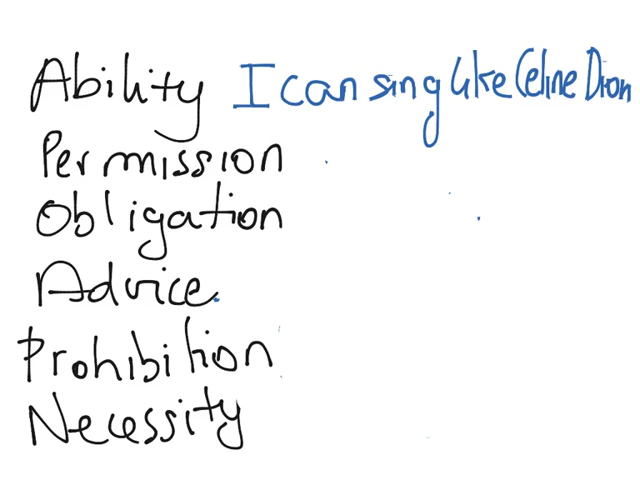 Ability I can sing like Celine Dion
Permission
Obligation
Advice.
Prohibition
Necessity